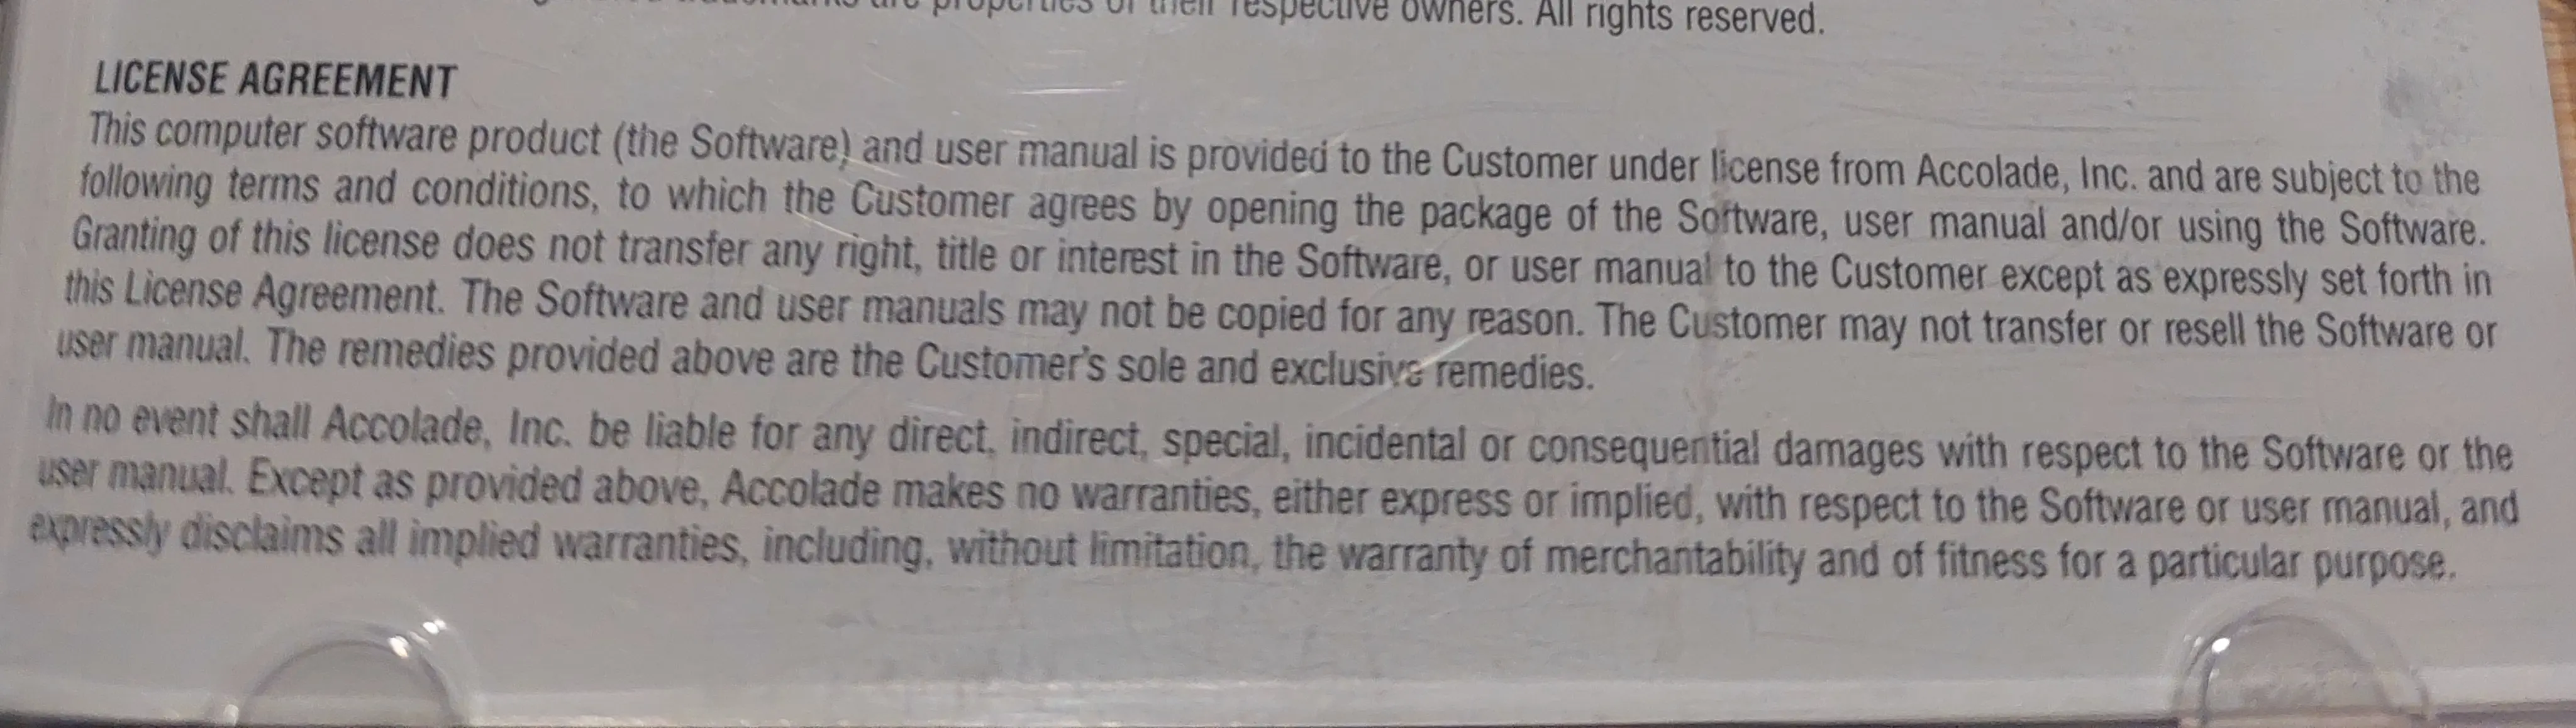 trademarks are properties of their respective owners. All rights reserved.
LICENSE AGREEMENT
This computer software product (the Software) and user manual is provided to the Customer under license from Accolade, Inc. and are subject to the
following terms and conditions, to which the Customer agrees by opening the package of the Software, user manual and/or using the Software.
Granting of this license does not transfer any right, title or interest in the Software, or user manual to the Customer except as expressly set forth in
this License Agreement. The Software and user manuals may not be copied for any reason. The Customer may not transfer or resell the Software or
user manual. The remedies provided above are the Customer's sole and exclusive remedies.
In no event shall Accolade, Inc. be liable for any direct, indirect, special, incidental or consequential damages with respect to the Software or the
user manual. Except as provided above, Accolade makes no warranties, either express or implied, with respect to the Software or user manual, and
expressly disclaims all implied warranties, including, without limitation, the warranty of merchantability and of fitness for a particular purpose.